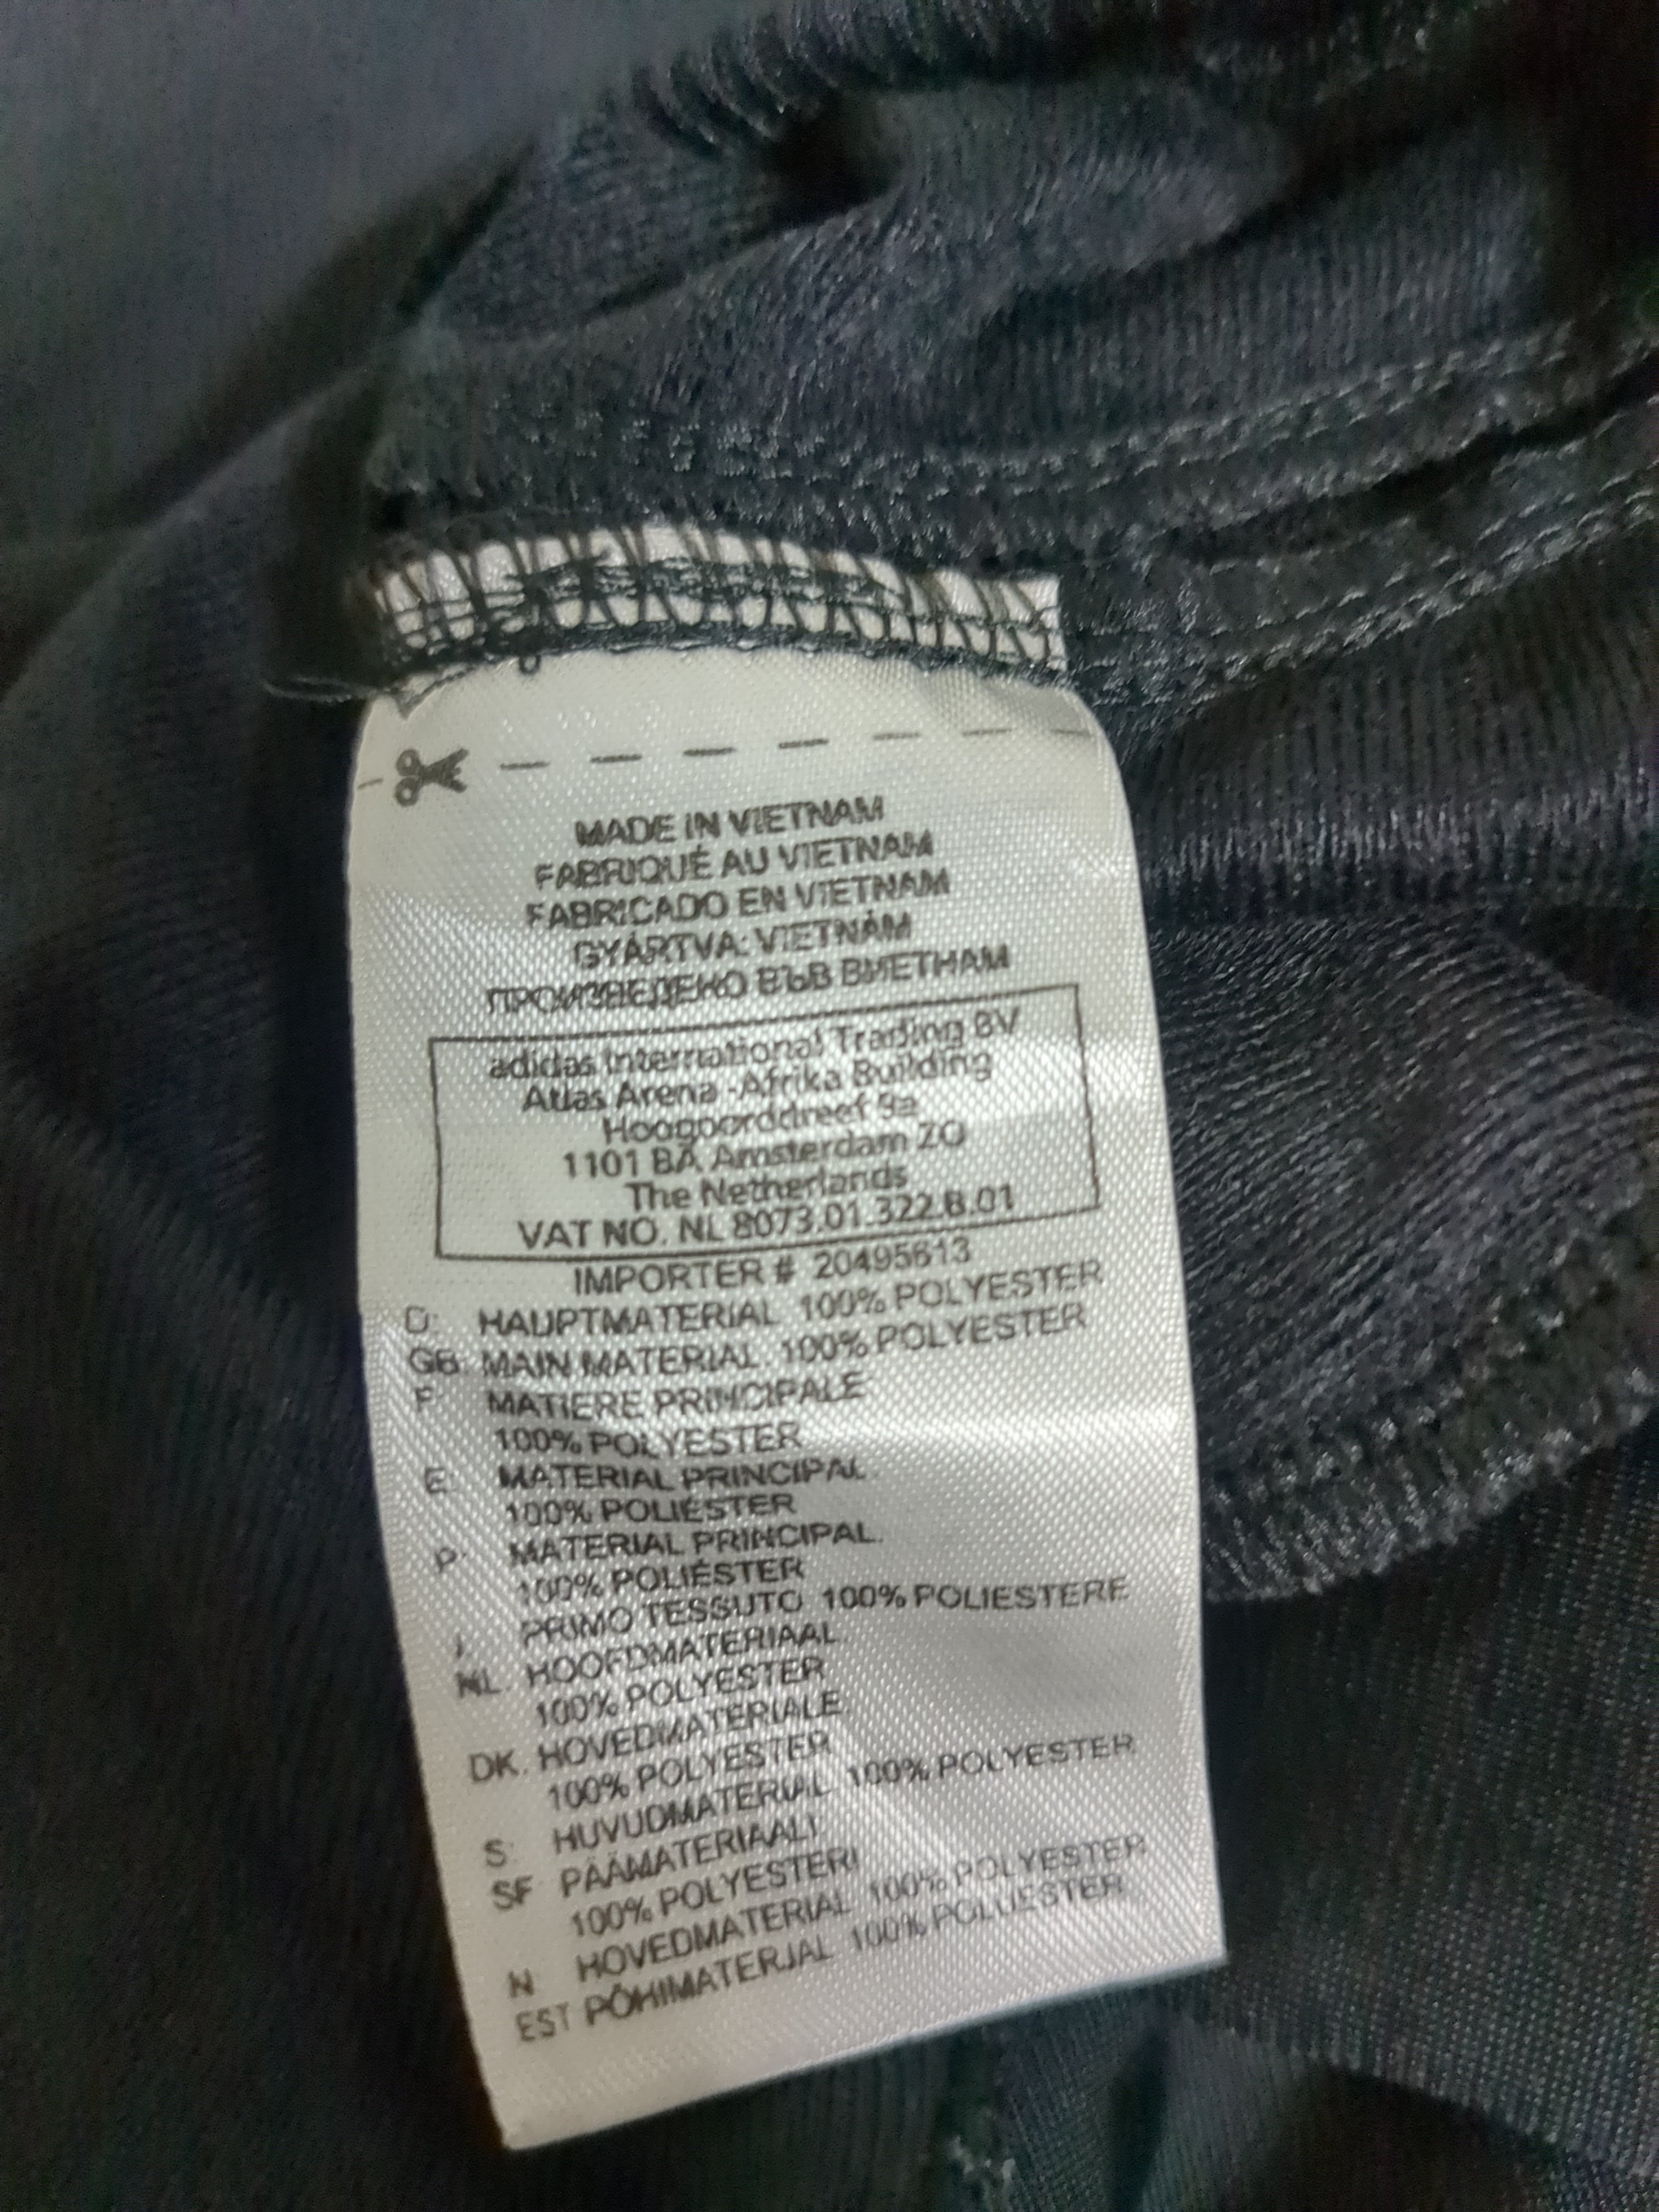 MADE IN VIETNAM
FABRIQUÉ AU VIETNAM
FABRICADO EN VIETNAM
GYÁRTVA: VIETNÁM
ПРОИЗВЕДЕНО ВЪВ ВИЕТНАМ
adidas International Trading BV
Atlas Arena -Afrika Building
Hoogoorddreef 9a
1101 BA Amsterdam ZO
The Netherlands
VAT NO. NL 8073.01.322.B.01
IMPORTER # 20495613
D: HAUPTMATERIAL 100% POLYESTER
GB: MAIN MATERIAL. 100% POLYESTER
F MATIERE PRINCIPALE
100% POLYESTER
E: MATERIAL PRINCIPAL.
100% POLIÉSTER
P: MATERIAL PRINCIPAL.
100% POLIÉSTER
I PRIMO TESSUTO 100% POLIESTERE
NL. HOOFDMATERIAAL.
100% POLYESTER
DK. HOVEDMATERIALE
100% POLYESTER
S: HUVUDMATERIAL 100% POLYESTER
SF PÄÄMATERIAALI
100% POLYESTERI
N HOVEDMATERIAL 100% POLYESTER
EST PÕHIMATERJAL 100% POLÜESTER